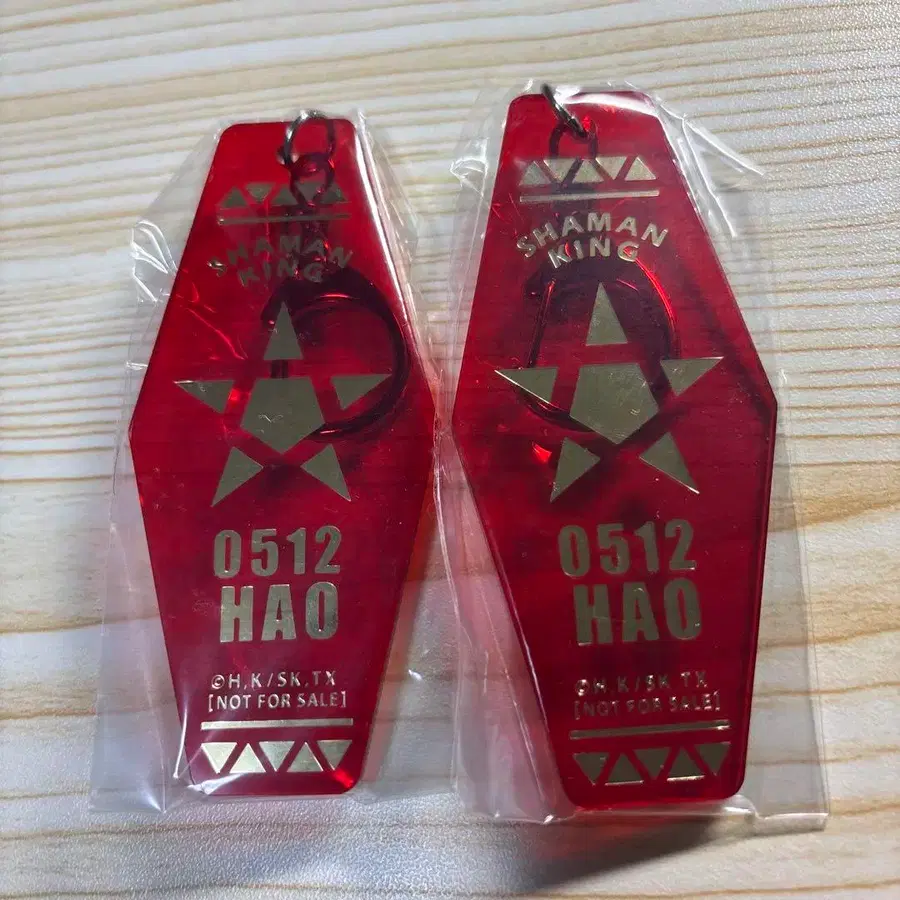 SHAMAN
KING
0512
HAO
©H,K/SK,TX
[NOT FOR SALE]
SHAMAN
KING
0512
HAO
©H,K/SK,TX
[NOT FOR SALE]